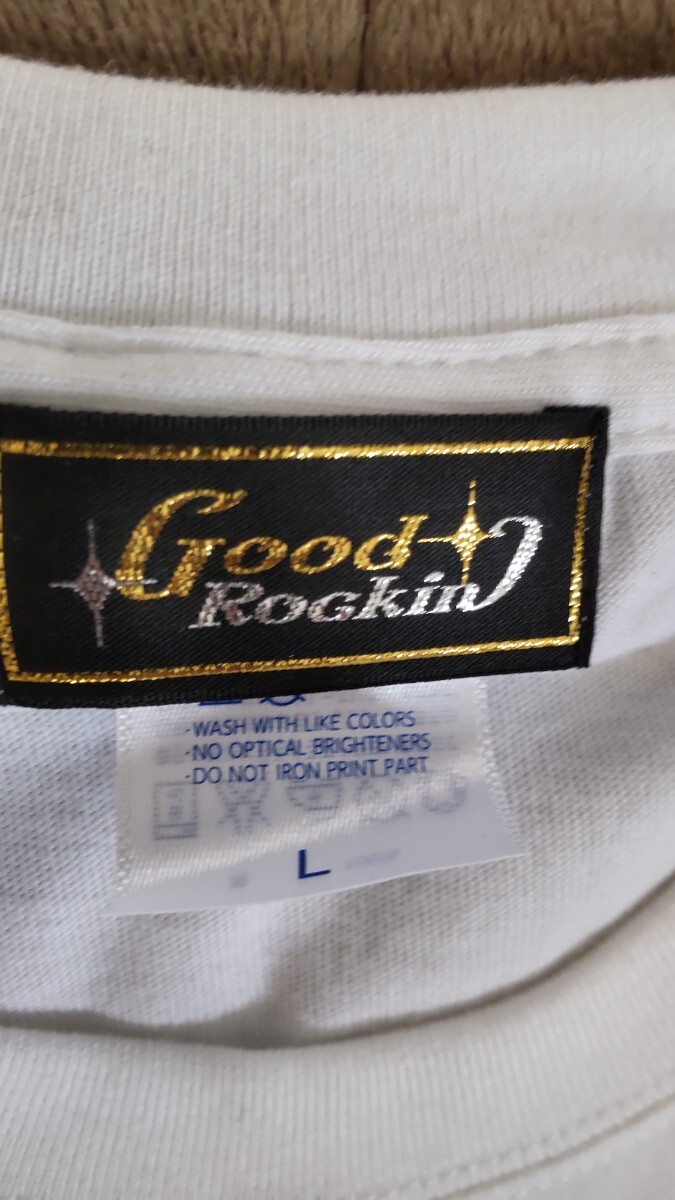 Good
Rockin
·WASH WITH LIKE COLORS
·NO OPTICAL BRIGHTENERS
·DO NOT IRON PRINT PART
L